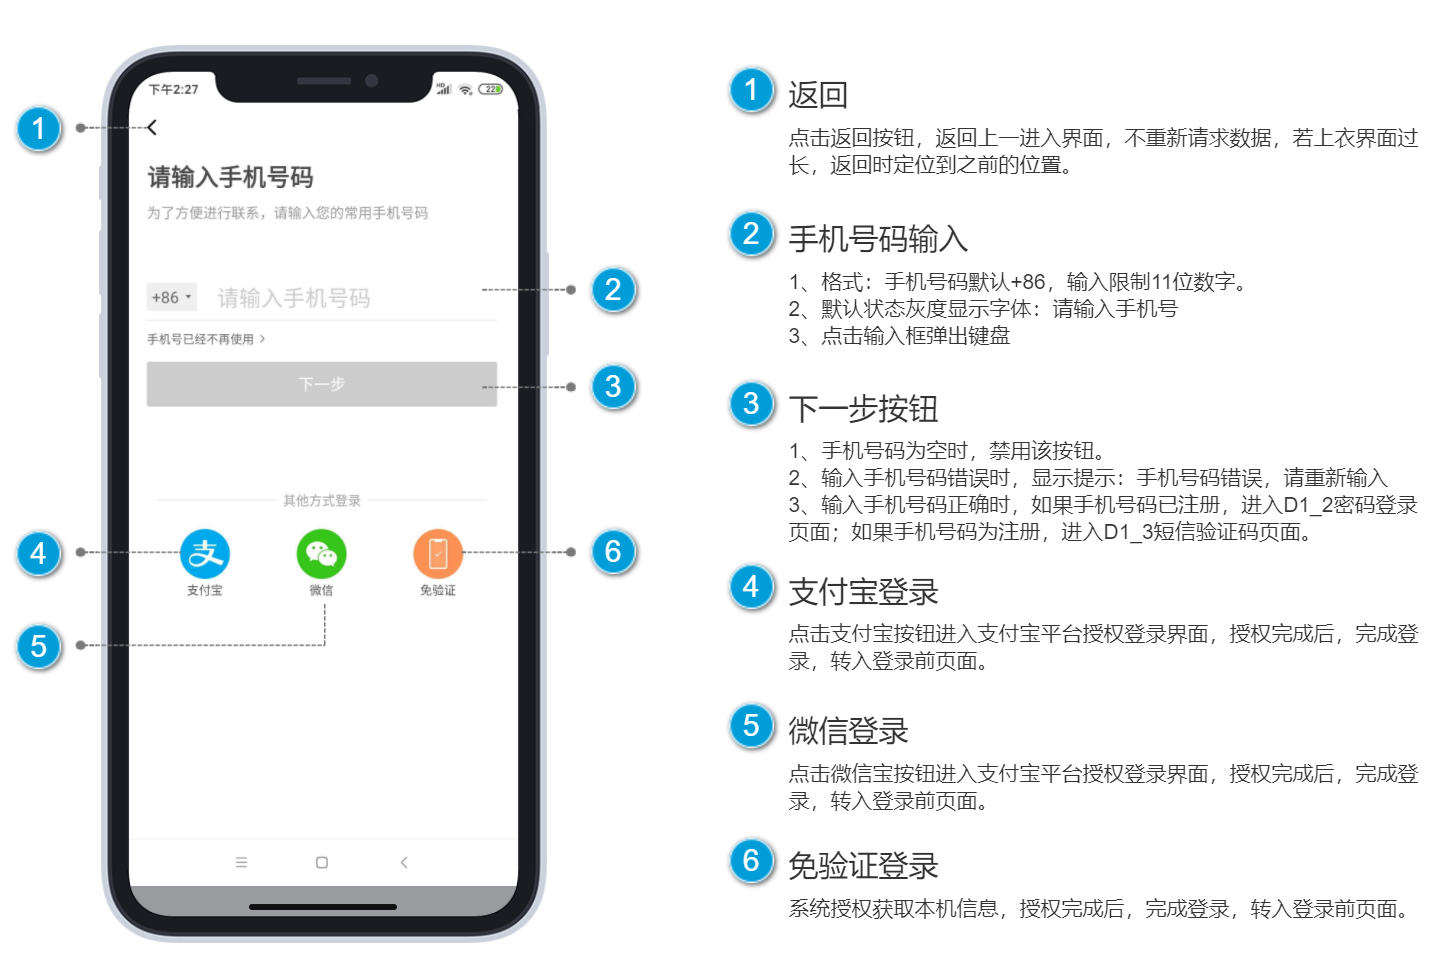 下午2:27
HD
22
1
请输入手机号码
为了方便进行联系，请输入您的常用手机号码
+86
请输入手机号码
2
手机号已经不再使用 >
下一步
3
其他方式登录
4
支付宝
微信
免验证
6
5
1 返回
点击返回按钮，返回上一进入界面，不重新请求数据，若上衣界面过
长，返回时定位到之前的位置。
2 手机号码输入
1、格式：手机号码默认+86，输入限制11位数字。
2、默认状态灰度显示字体：请输入手机号
3、点击输入框弹出键盘
3 下一步按钮
1、手机号码为空时，禁用该按钮。
2、输入手机号码错误时，显示提示：手机号码错误，请重新输入
3、输入手机号码正确时，如果手机号码已注册，进入D1_2密码登录
页面；如果手机号码为注册，进入D1_3短信验证码页面。
4 支付宝登录
点击支付宝按钮进入支付宝平台授权登录界面，授权完成后，完成登
录，转入登录前页面。
5 微信登录
点击微信宝按钮进入支付宝平台授权登录界面，授权完成后，完成登
录，转入登录前页面。
6 免验证登录
系统授权获取本机信息，授权完成后，完成登录，转入登录前页面。